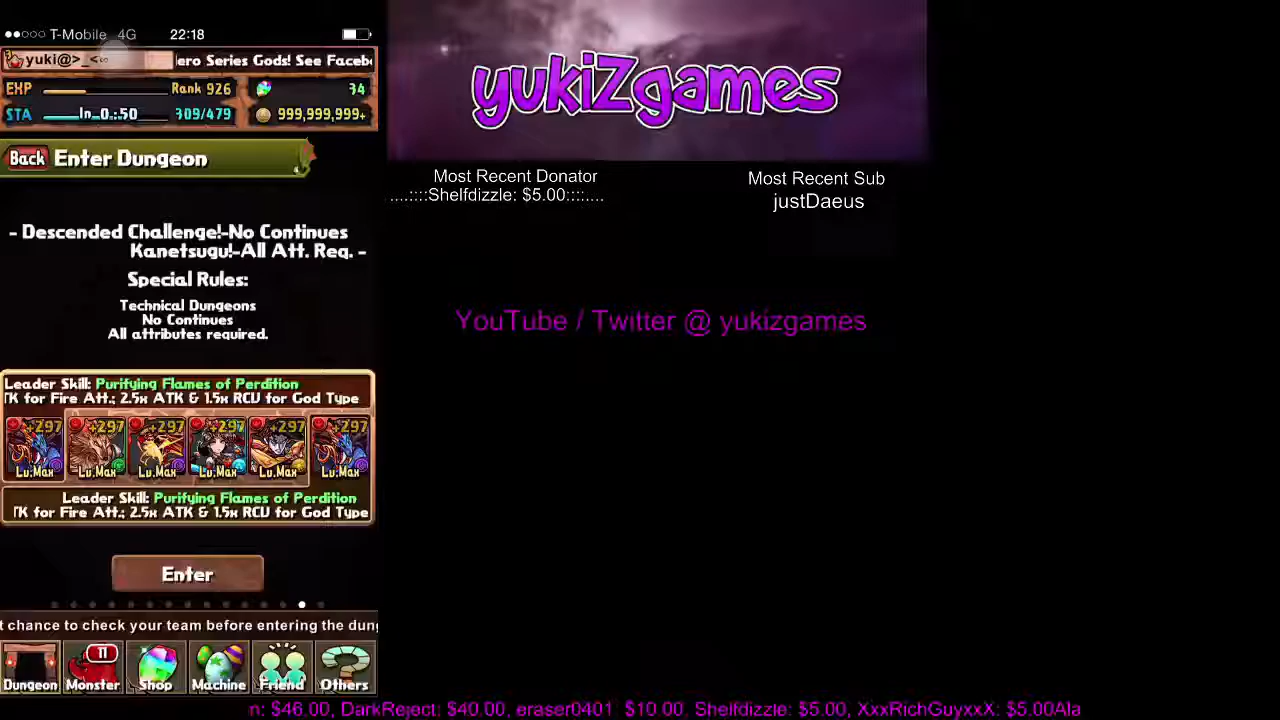 T-Mobile 4G 22:18
yuki@>_<∞ ero Series Gods! See Faceb
EXP Rank 926 34
STA In 0:50 309/479 999,999,999+
Back Enter Dungeon
- Descended Challenge!-No Continues
Kanetsugu!-All Att. Req. -
Special Rules:
Technical Dungeons
No Continues
All attributes required.
Leader Skill: Purifying Flames of Perdition
TK for Fire Att.; 2.5x ATK & 1.5x RCV for God Type
+297 +297 +297 +297 +297 +297
Lv.Max Lv.Max Lv.Max Lv.Max Lv.Max Lv.Max
Leader Skill: Purifying Flames of Perdition
TK for Fire Att.; 2.5x ATK & 1.5x RCV for God Type
Enter
t chance to check your team before entering the dung
11
Dungeon Monster Shop Machine Friend Others
yukiZgames
Most Recent Donator
....::::Shelfdizzle: $5.00::::....
Most Recent Sub
justDaeus
YouTube / Twitter @ yukizgames
n: $46.00, DarkReject: $40.00, eraser0401 $10.00, Shelfdizzle: $5.00, XxxRichGuyxxX: $5.00Ala